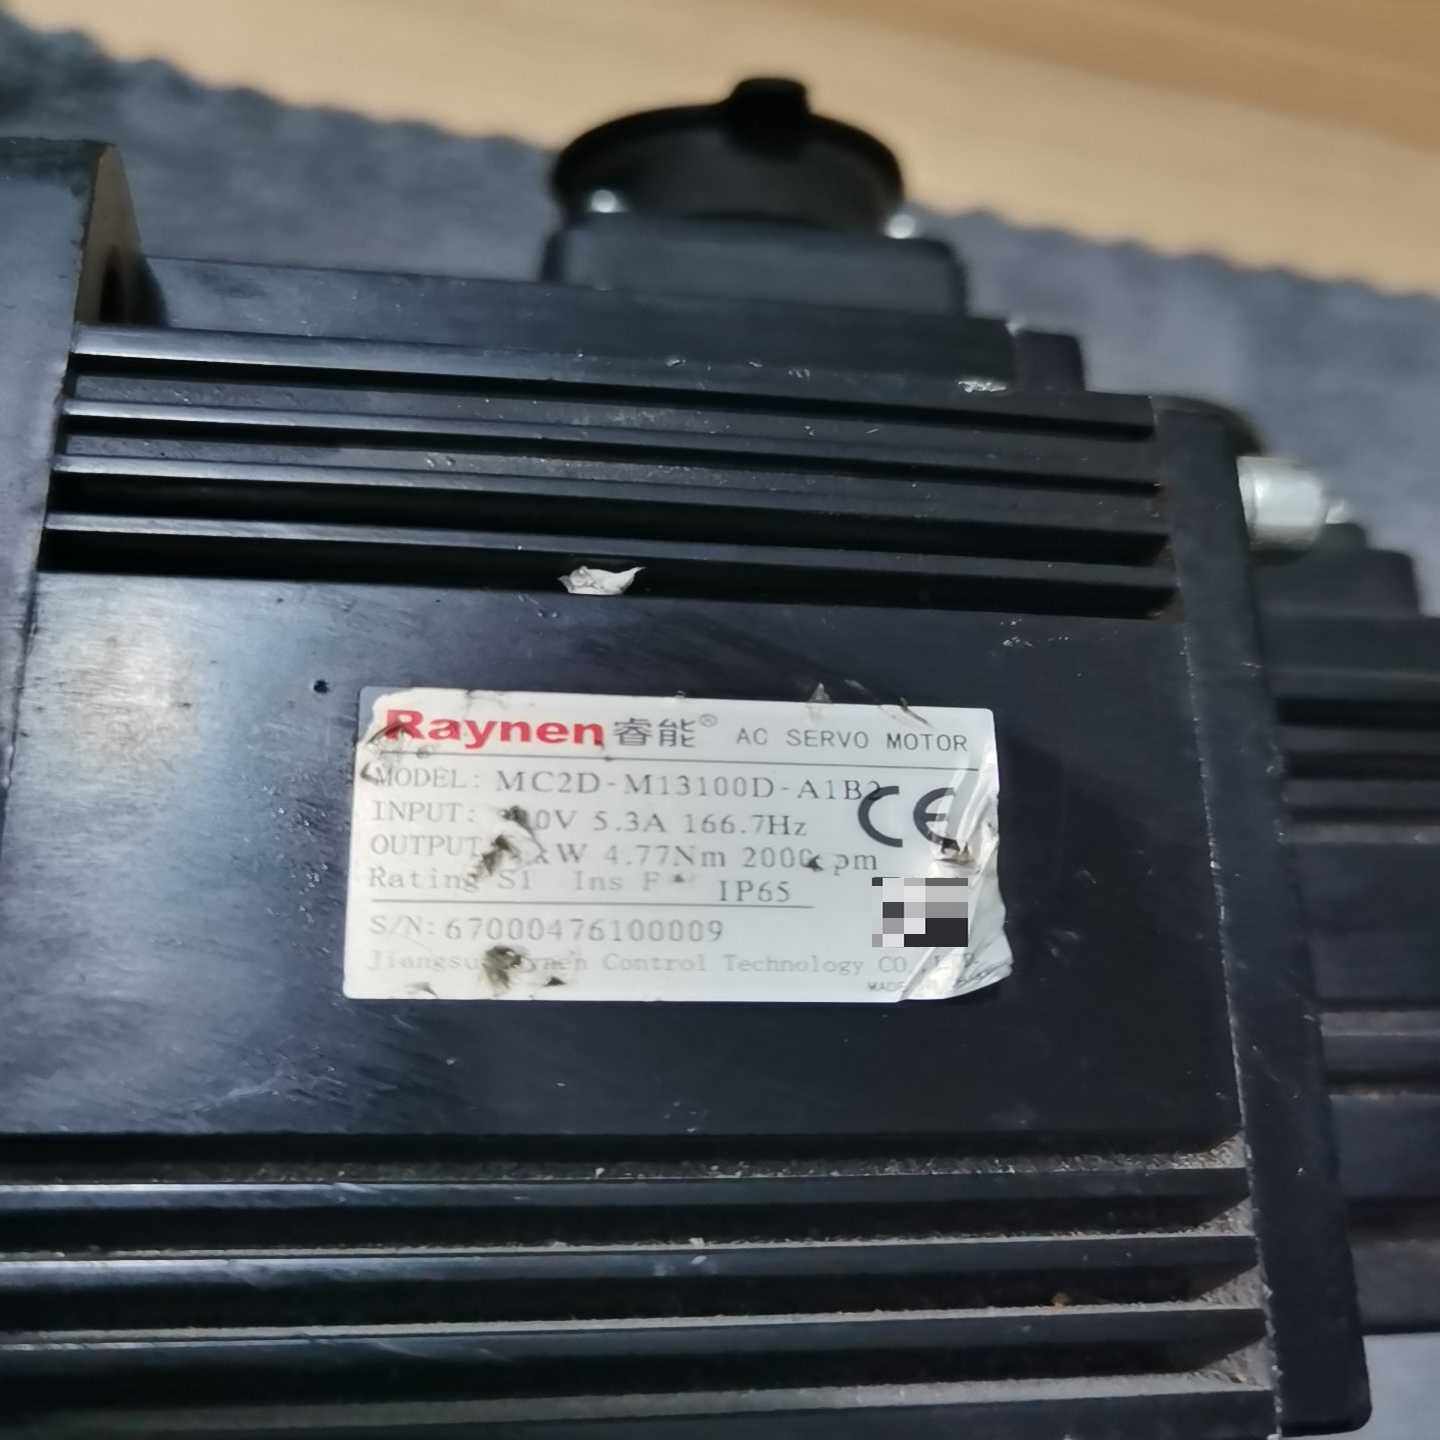 Raynen睿能® AC SERVO MOTOR
MODEL: MC2D-M13100D-A1B2 CE
INPUT: 5.3A 166.7Hz
OUTPUT 4.77Nm
Rating S1 Ins F IP65
S/N: 67000476100009
Control Technology CO.